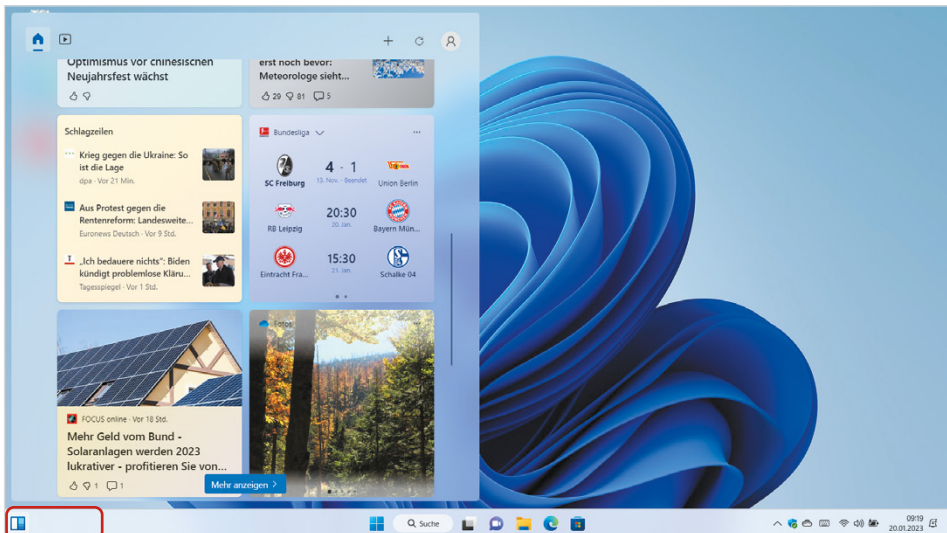 Optimismus vor chinesischen
Neujahrsfest wächst
erst noch bevor:
Meteorologe sieht...
29 81 5
Schlagzeilen
Krieg gegen die Ukraine: So
ist die Lage
dpa · Vor 21 Min.
Aus Protest gegen die
Rentenreform: Landesweite...
Euronews Deutsch · Vor 9 Std.
„Ich bedauere nichts“: Biden
kündigt problemlose Kläru...
Tagesspiegel · Vor 1 Std.
Bundesliga
4 · 1
SC Freiburg 13. Nov. · Beendet Union Berlin
20:30
RB Leipzig 20. Jan. Bayern Mün...
15:30
Eintracht Fra... 21. Jan. Schalke 04
FOCUS online · Vor 18 Std.
Mehr Geld vom Bund -
Solaranlagen werden 2023
lukrativer - profitieren Sie von...
1 1
Fotos
Mehr anzeigen
Suche
09:19
20.01.2023